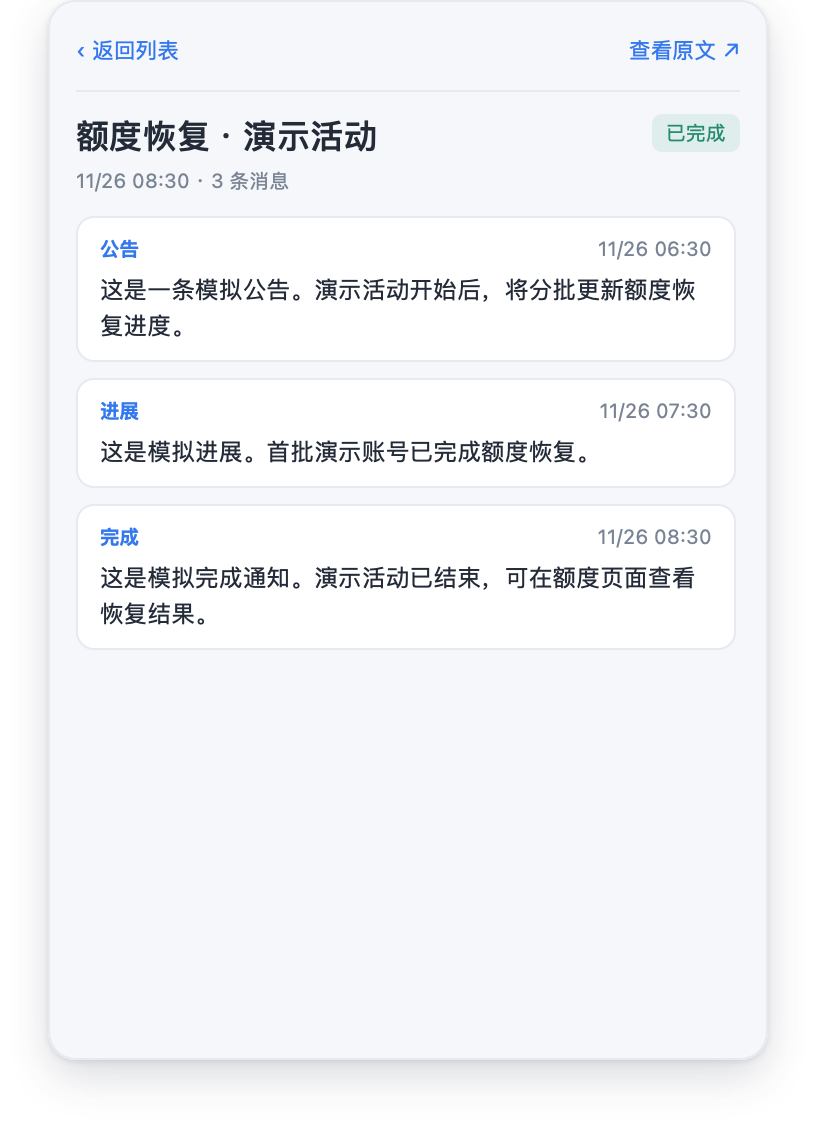 ‹ 返回列表
查看原文 ↗
额度恢复 · 演示活动
已完成
11/26 08:30 · 3 条消息
公告
11/26 06:30
这是一条模拟公告。演示活动开始后，将分批更新额度恢
复进度。
进展
11/26 07:30
这是模拟进展。首批演示账号已完成额度恢复。
完成
11/26 08:30
这是模拟完成通知。演示活动已结束，可在额度页面查看
恢复结果。